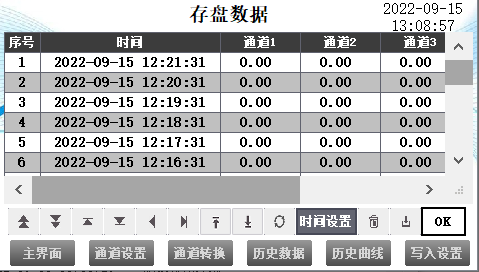 存盘数据
2022-09-15
13:08:57
序号 时间 通道1 通道2 通道3
1 2022-09-15 12:21:31 0.00 0.00 0.00
2 2022-09-15 12:20:31 0.00 0.00 0.00
3 2022-09-15 12:19:31 0.00 0.00 0.00
4 2022-09-15 12:18:31 0.00 0.00 0.00
5 2022-09-15 12:17:31 0.00 0.00 0.00
6 2022-09-15 12:16:31 0.00 0.00 0.00
时间设置 OK
主界面 通道设置 通道转换 历史数据 历史曲线 写入设置